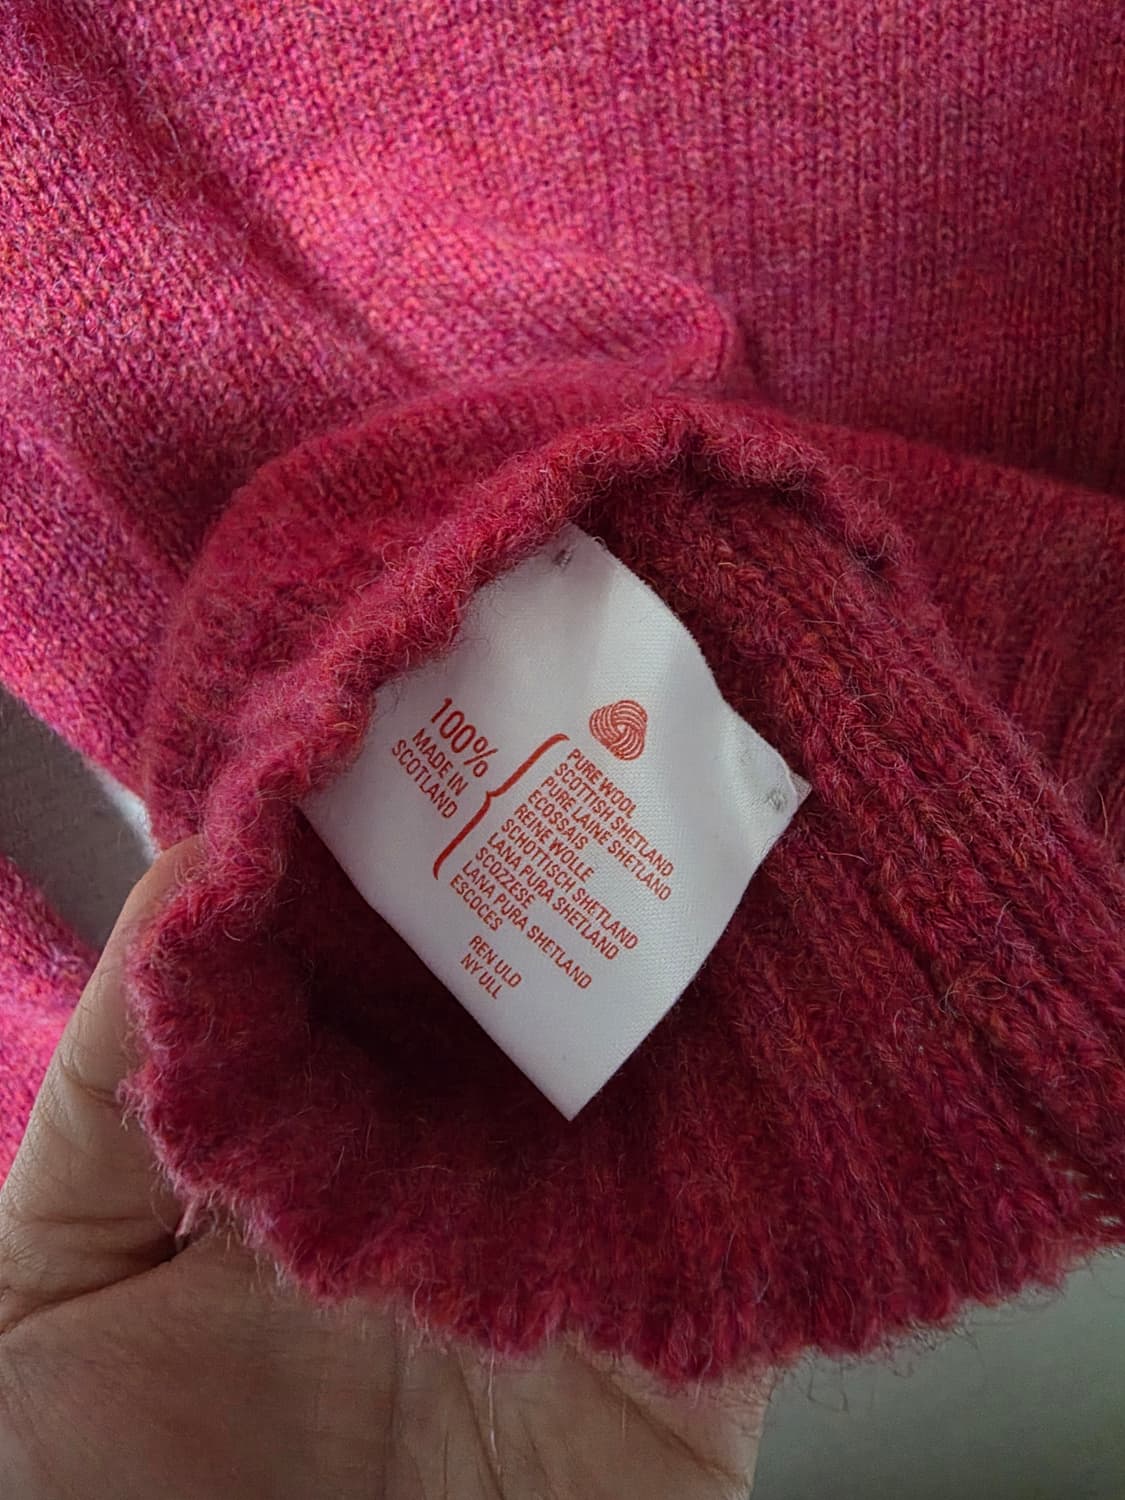 100%
MADE IN
SCOTLAND
PURE WOOL
SCOTTISH SHETLAND
PURE LAINE SHETLAND
ECOSSAIS
REINE WOLLE
SCHOTTISCH SHETLAND
LANA PURA SHETLAND
SCOZZESE
LANA PURA SHETLAND
ESCOCES
REN ULD
NY ULL